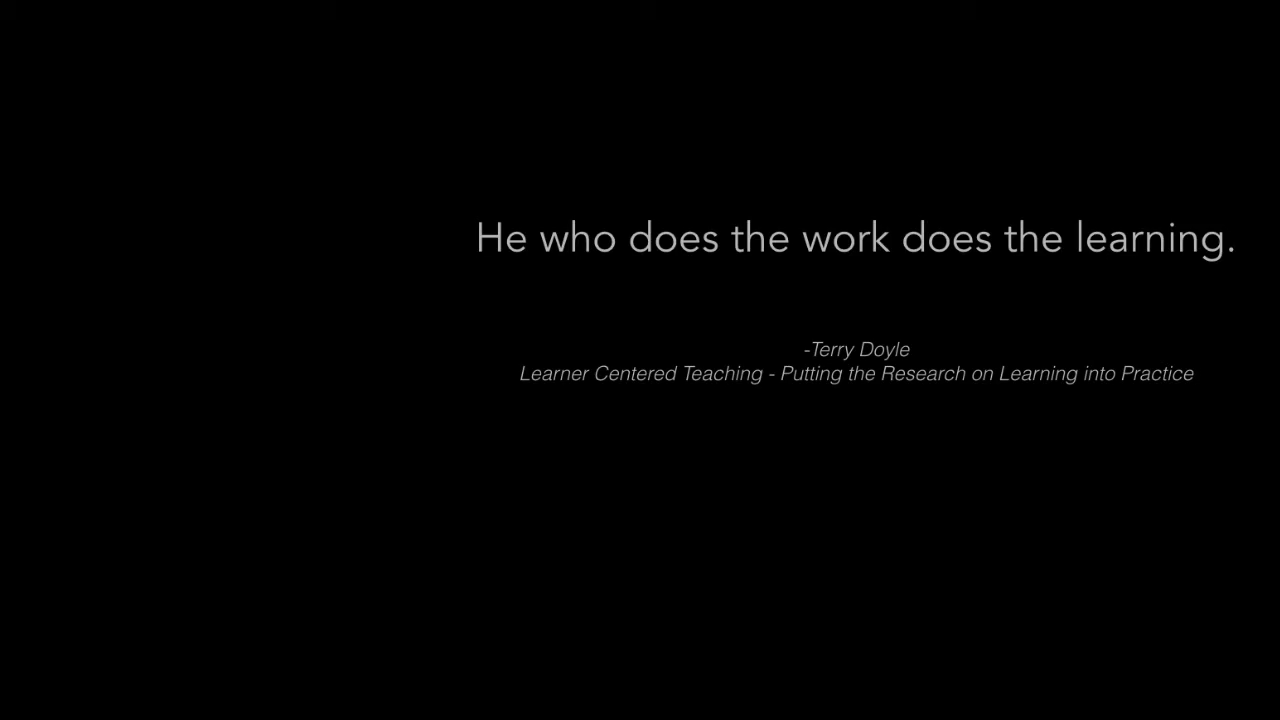 He who does the work does the learning.
-Terry Doyle
Learner Centered Teaching - Putting the Research on Learning into Practice